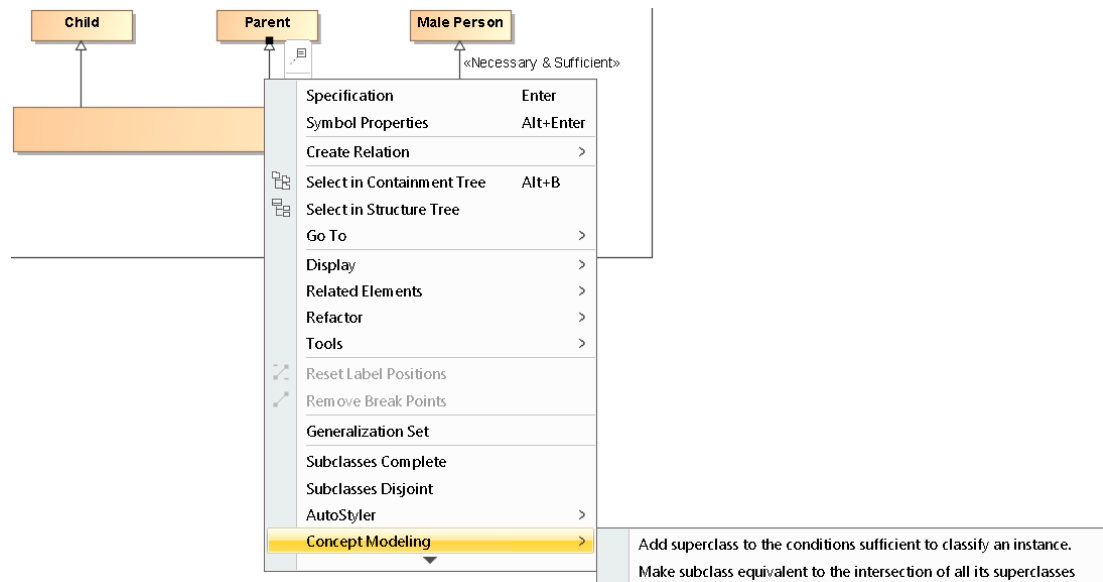 Child Parent Male Person
«Necessary & Sufficient»
Specification Enter
Symbol Properties Alt+Enter
Create Relation >
Select in Containment Tree Alt+B
Select in Structure Tree
Go To >
Display >
Related Elements >
Refactor >
Tools >
Reset Label Positions
Remove Break Points
Generalization Set
Subclasses Complete
Subclasses Disjoint
AutoStyler >
Concept Modeling >
Add superclass to the conditions sufficient to classify an instance.
Make subclass equivalent to the intersection of all its superclasses